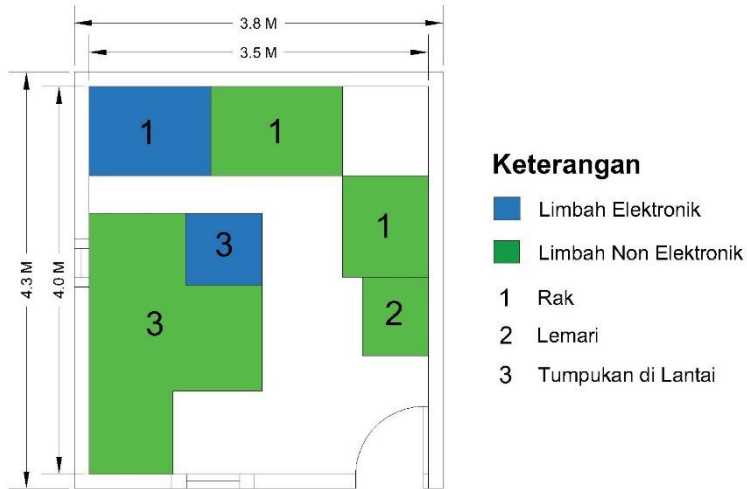 3.8 M
3.5 M
4.3 M
4.0 M
1
1
1
3
3
2
Keterangan
Limbah Elektronik
Limbah Non Elektronik
1 Rak
2 Lemari
3 Tumpukan di Lantai